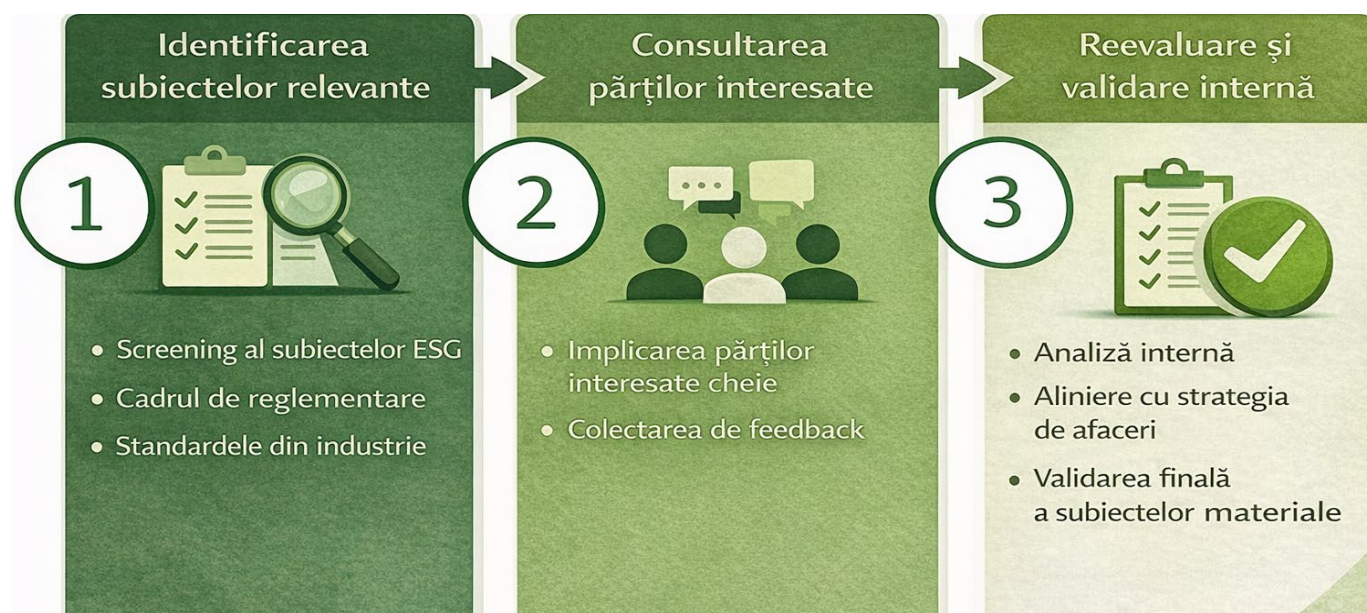 Identificarea
subiectelor relevante
1
• Screening al subiectelor ESG
• Cadrul de reglementare
• Standardele din industrie
Consultarea
părților interesate
2
• Implicarea părților
interesate cheie
• Colectarea de feedback
Reevaluare și
validare internă
3
• Analiză internă
• Aliniere cu strategia
de afaceri
• Validarea finală
a subiectelor materiale